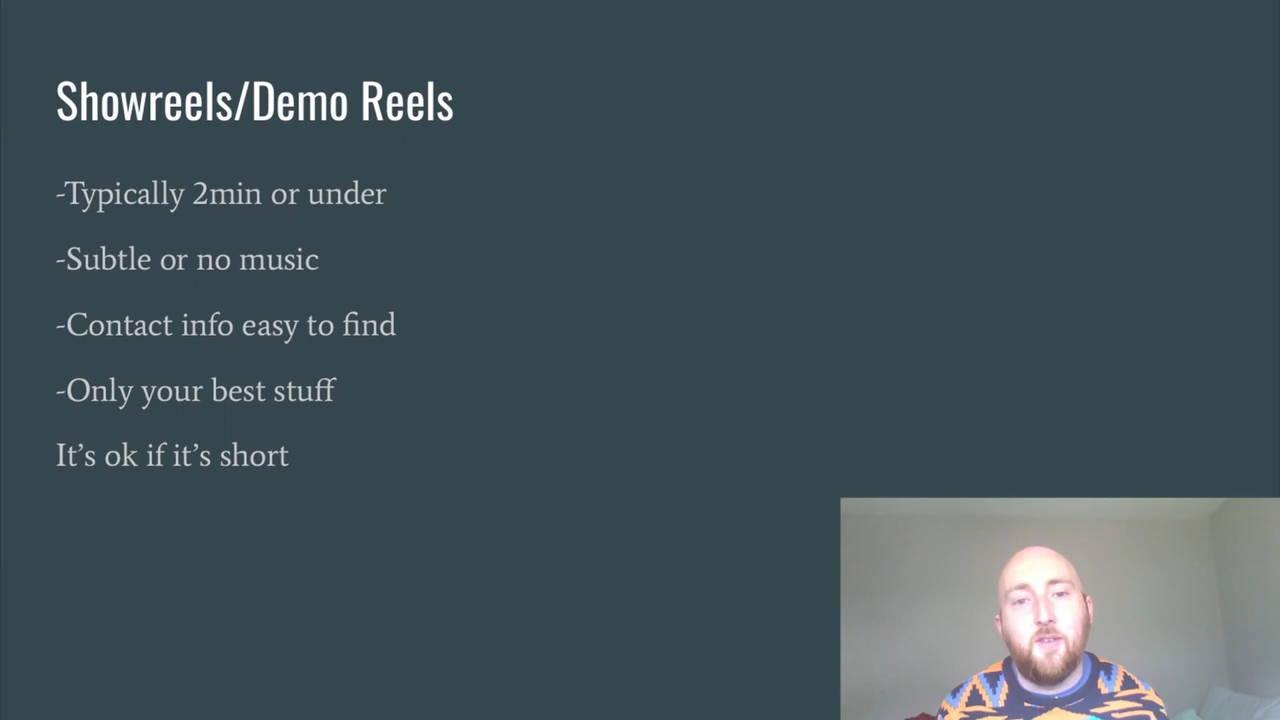 Showreels/Demo Reels
-Typically 2min or under
-Subtle or no music
-Contact info easy to find
-Only your best stuff
It’s ok if it’s short